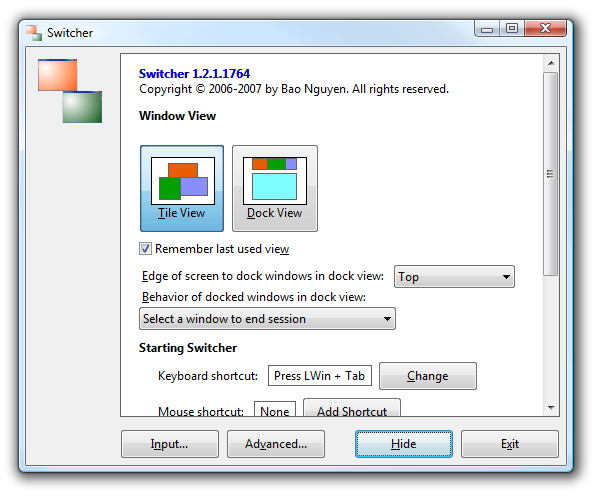 Switcher
Switcher 1.2.1.1764
Copyright © 2006-2007 by Bao Nguyen. All rights reserved.
Window View
Tile View
Dock View
Remember last used view
Edge of screen to dock windows in dock view: Top
Behavior of docked windows in dock view:
Select a window to end session
Starting Switcher
Keyboard shortcut: Press LWin + Tab Change
Mouse shortcut: None Add Shortcut
Input... Advanced... Hide Exit